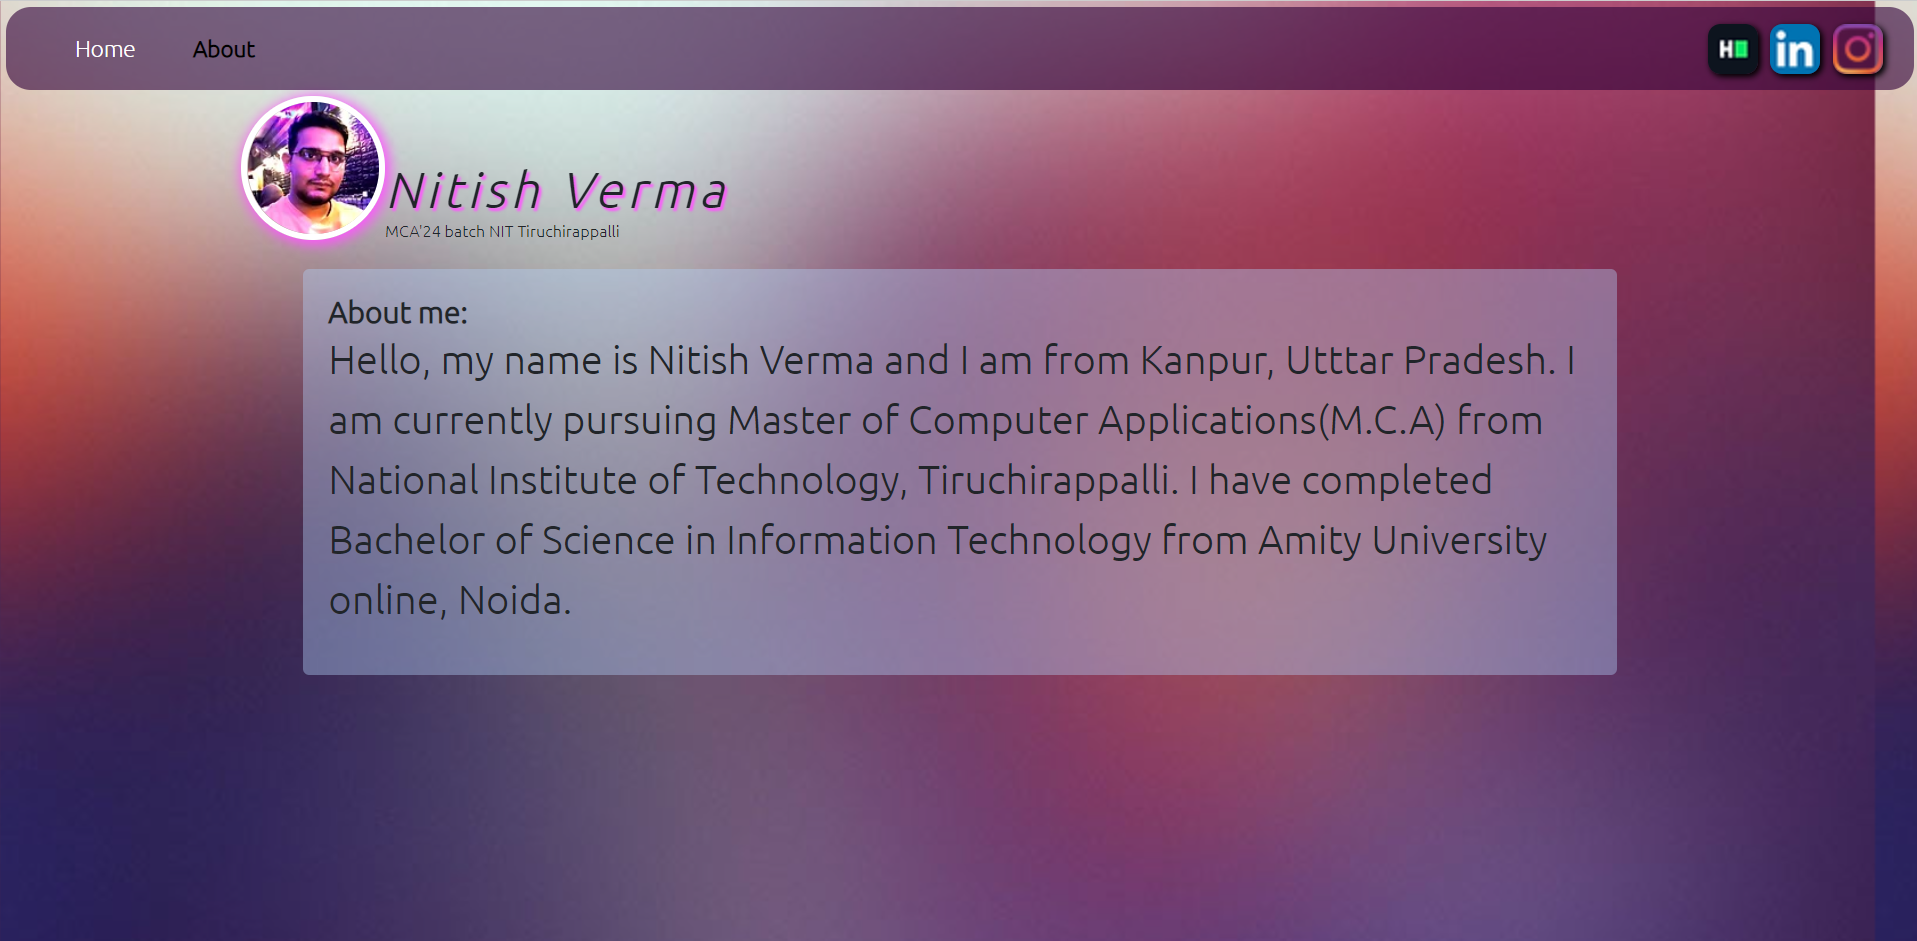 Home
About
H
in
Nitish Verma
MCA'24 batch NIT Tiruchirappalli
About me:
Hello, my name is Nitish Verma and I am from Kanpur, Utttar Pradesh. I
am currently pursuing Master of Computer Applications(M.C.A) from
National Institute of Technology, Tiruchirappalli. I have completed
Bachelor of Science in Information Technology from Amity University
online, Noida.